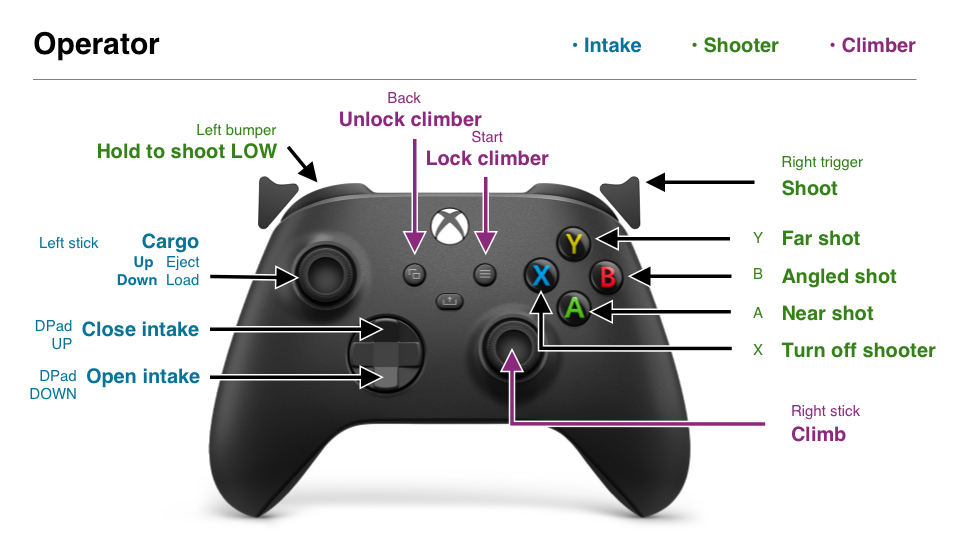 Operator
• Intake
• Shooter
• Climber
Back
Unlock climber
Start
Lock climber
Left bumper
Hold to shoot LOW
Right trigger
Shoot
Left stick Cargo
Up Eject
Down Load
Y Far shot
B Angled shot
A Near shot
X Turn off shooter
DPad
UP
Close intake
DPad
DOWN
Open intake
Right stick
Climb
Y
X
B
A